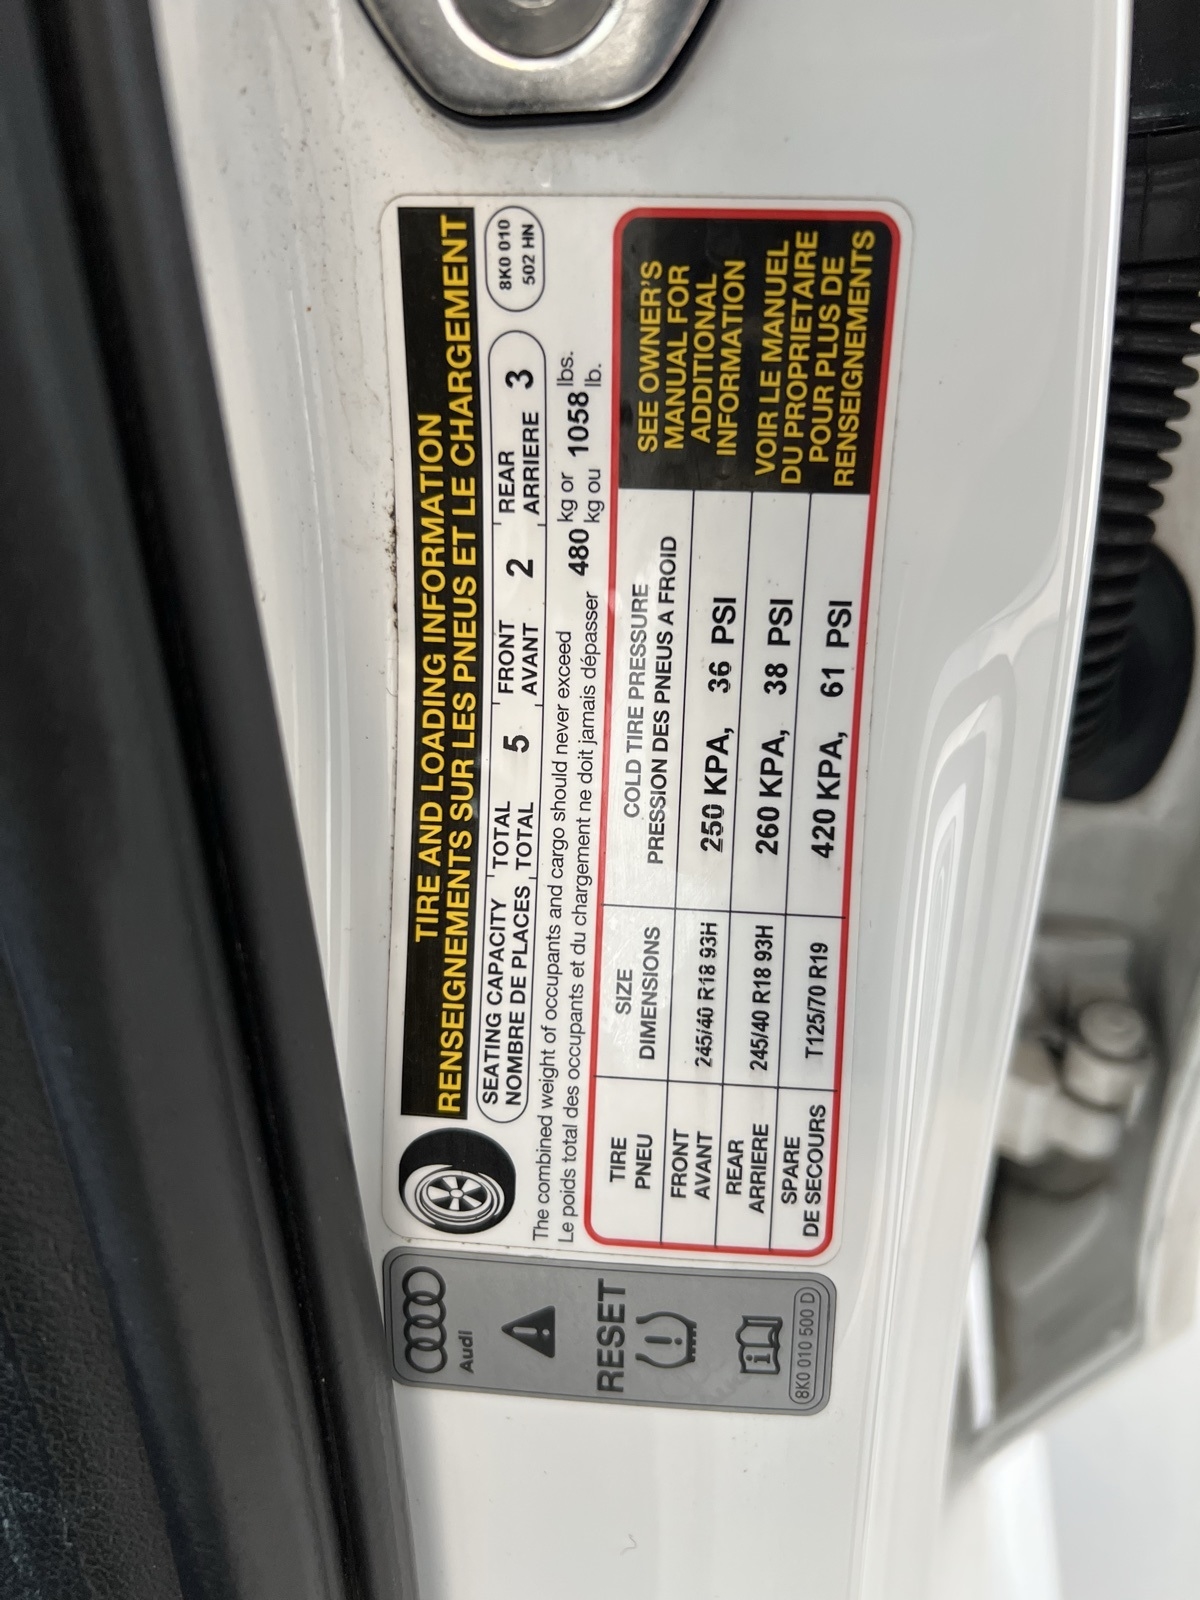 TIRE AND LOADING INFORMATION
RENSEIGNEMENTS SUR LES PNEUS ET LE CHARGEMENT
SEATING CAPACITY TOTAL 5 FRONT 2 REAR 3
NOMBRE DE PLACES TOTAL AVANT ARRIERE
8K0 010
502 HN
The combined weight of occupants and cargo should never exceed 480 kg or 1058 lbs.
Le poids total des occupants et du chargement ne doit jamais dépasser kg ou lb.
TIRE SIZE COLD TIRE PRESSURE
PNEU DIMENSIONS PRESSION DES PNEUS A FROID
FRONT
AVANT 245/40 R18 93H 250 KPA, 36 PSI
REAR
ARRIERE 245/40 R18 93H 260 KPA, 38 PSI
SPARE
DE SECOURS T125/70 R19 420 KPA, 61 PSI
SEE OWNER'S
MANUAL FOR
ADDITIONAL
INFORMATION
VOIR LE MANUEL
DU PROPRIETAIRE
POUR PLUS DE
RENSEIGNEMENTS
Audi
RESET
8K0 010 500 D